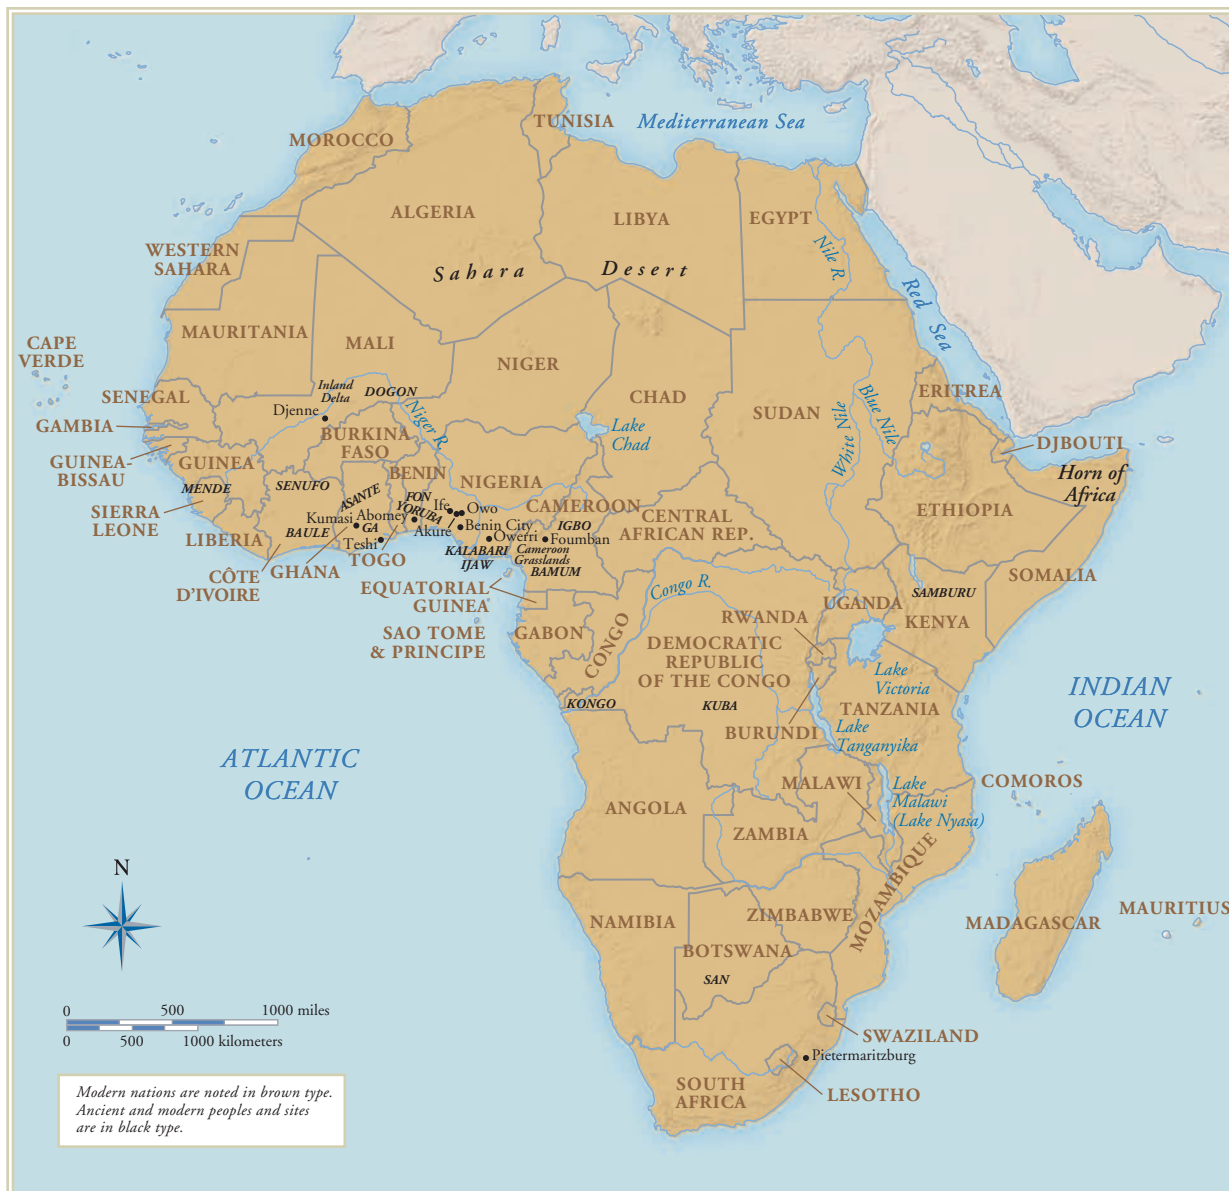 Mediterranean Sea
TUNISIA
MOROCCO
ALGERIA
LIBYA
EGYPT
WESTERN
SAHARA
Sahara Desert
Nile R.
Red Sea
MAURITANIA
MALI
NIGER
CHAD
SUDAN
ERITREA
CAPE
VERDE
SENEGAL
GAMBIA
GUINEA-
BISSAU
GUINEA
SIERRA
LEONE
MENDE
LIBERIA
Inland
Delta
DOGON
Djenne
Niger R.
BURKINA
FASO
BENIN
NIGERIA
Lake
Chad
White Nile
Blue Nile
DJBOUTI
Horn of
Africa
ETHIOPIA
SOMALIA
SENUFO
ASANTE
FON
YORUBA
Ife
Owo
Kumasi
Abomey
GA
Akure
Benin City
BAULE
Teshi
Owerri
IGBO
Foumban
CAMEROON
Cameroon
Grasslands
BAMUM
KALABARI
IJAW
CENTRAL
AFRICAN REP.
CÔTE
D'IVOIRE
GHANA
TOGO
EQUATORIAL
GUINEA
SAO TOME
& PRINCIPE
GABON
CONGO
Congo R.
DEMOCRATIC
REPUBLIC
OF THE CONGO
KONGO
KUBA
RWANDA
UGANDA
SAMBURU
KENYA
BURUNDI
Lake
Victoria
TANZANIA
Lake
Tanganyika
INDIAN
OCEAN
ATLANTIC
OCEAN
ANGOLA
ZAMBIA
MALAWI
Lake
Malawi
(Lake Nyasa)
COMOROS
MOZAMBIQUE
NAMIBIA
ZIMBABWE
BOTSWANA
SAN
MADAGASCAR
MAURITIUS
SWAZILAND
Pietermaritzburg
LESOTHO
SOUTH
AFRICA
N
0 500 1000 miles
0 500 1000 kilometers
Modern nations are noted in brown type.
Ancient and modern peoples and sites
are in black type.